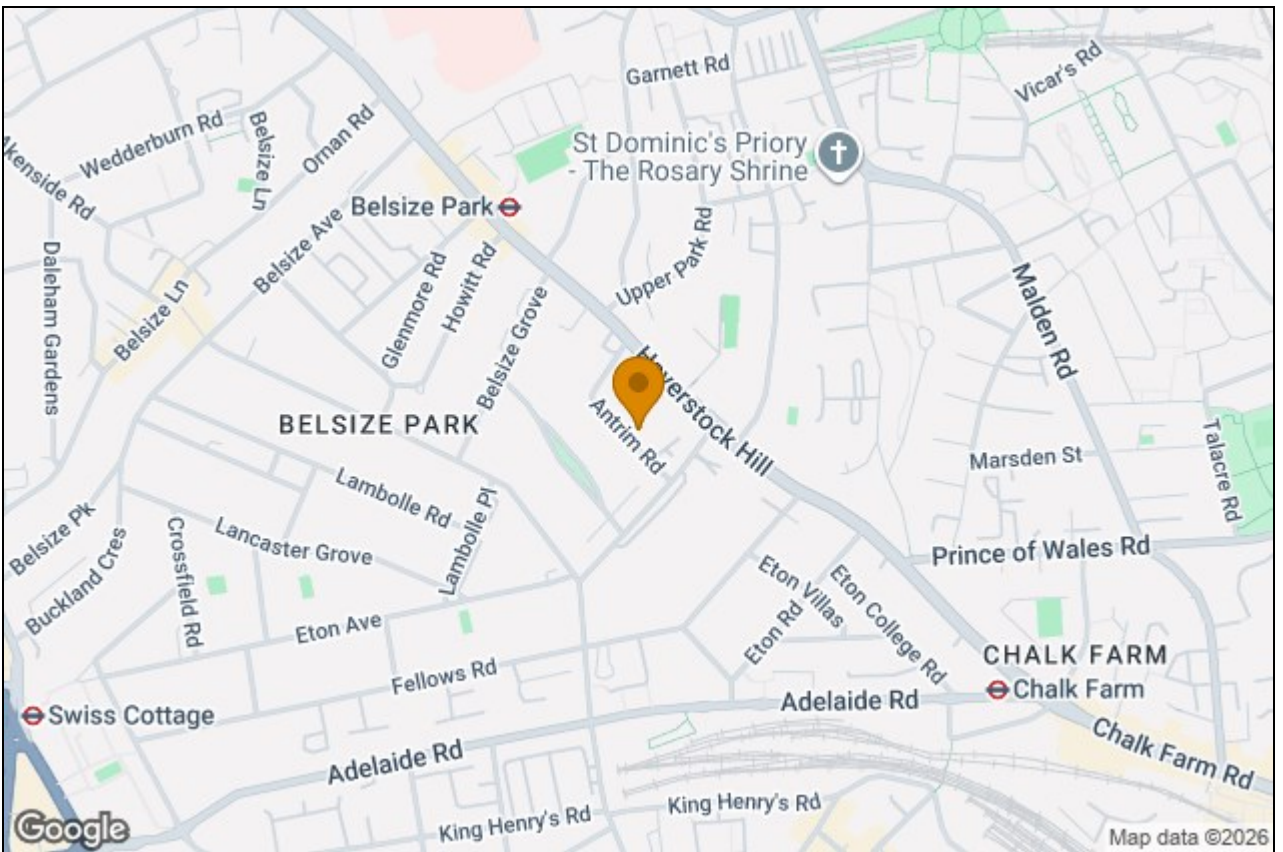 Garnett Rd
Vicar's Rd
Wedderburn Rd
Belsize Ln
Ornan Rd
Akenside Rd
St Dominic's Priory
- The Rosary Shrine
Belsize Park
Belsize Ave
Daleham Gardens
Belsize Ln
Glenmore Rd
Howitt Rd
Upper Park Rd
Malden Rd
Belsize Grove
Haverstock Hill
BELSIZE PARK
Antrim Rd
Marsden St
Talacre Rd
Lambolle Rd
Lambolle Pl
Belsize Pk
Buckland Cres
Crossfield Rd
Lancaster Grove
Prince of Wales Rd
Eton Ave
Eton Villas
Eton College Rd
Eton Rd
Fellows Rd
CHALK FARM
Chalk Farm
Swiss Cottage
Adelaide Rd
Adelaide Rd
Chalk Farm Rd
King Henry's Rd
King Henry's Rd
Google
Map data ©2026